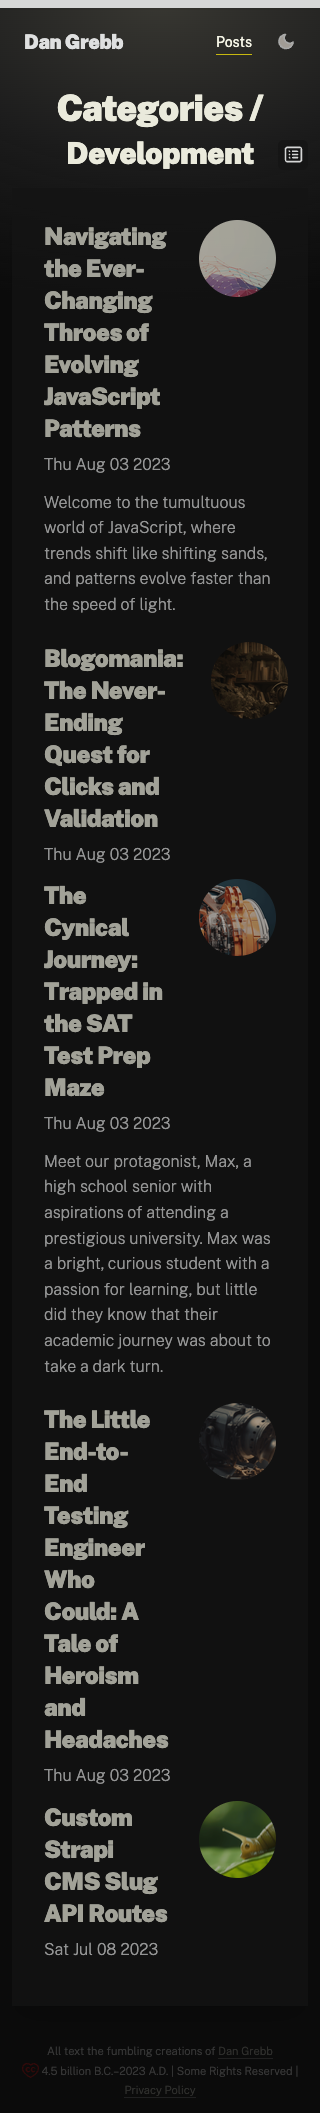 Dan Grebb
Posts
Categories /
Development
Navigating
the Ever-
Changing
Throes of
Evolving
JavaScript
Patterns
Thu Aug 03 2023
Welcome to the tumultuous
world of JavaScript, where
trends shift like shifting sands,
and patterns evolve faster than
the speed of light.
Blogomania:
The Never-
Ending
Quest for
Clicks and
Validation
Thu Aug 03 2023
The
Cynical
Journey:
Trapped in
the SAT
Test Prep
Maze
Thu Aug 03 2023
Meet our protagonist, Max, a
high school senior with
aspirations of attending a
prestigious university. Max was
a bright, curious student with a
passion for learning, but little
did they know that their
academic journey was about to
take a dark turn.
The Little
End-to-
End
Testing
Engineer
Who
Could: A
Tale of
Heroism
and
Headaches
Thu Aug 03 2023
Custom
Strapi
CMS Slug
API Routes
Sat Jul 08 2023
All text the fumbling creations of Dan Grebb
4.5 billion B.C.–2023 A.D. | Some Rights Reserved |
Privacy Policy